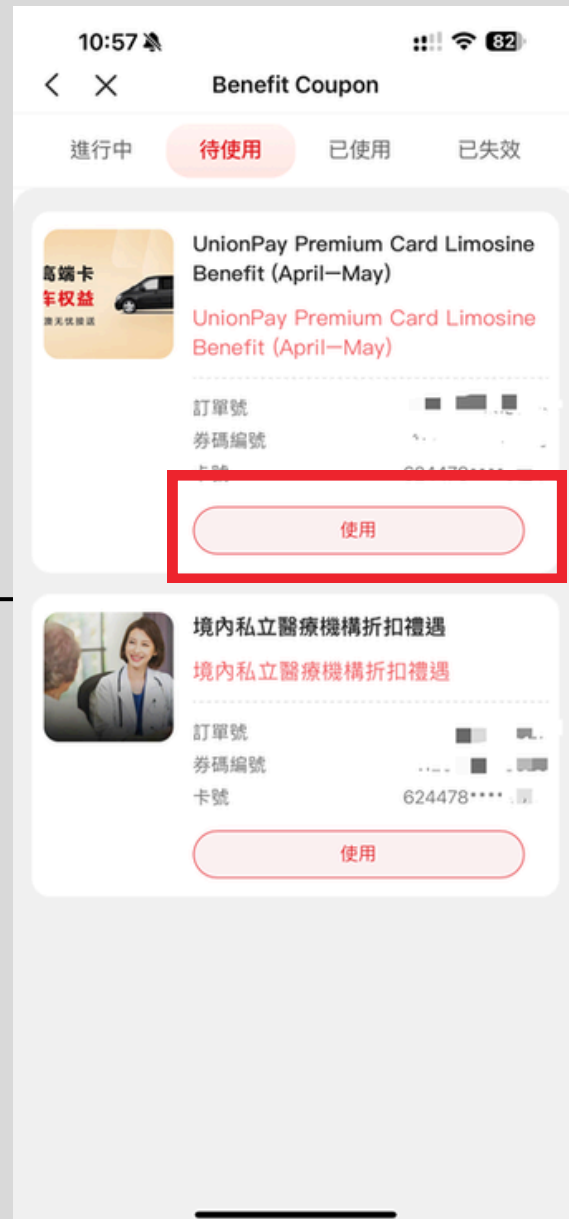 10:57
82
Benefit Coupon
進行中 待使用 已使用 已失效
高端卡
车权益
UnionPay Premium Card Limosine
Benefit (April—May)
UnionPay Premium Card Limosine
Benefit (April—May)
訂單號
券碼編號
使用
境內私立醫療機構折扣禮遇
境內私立醫療機構折扣禮遇
訂單號
券碼編號
卡號 624478****
使用